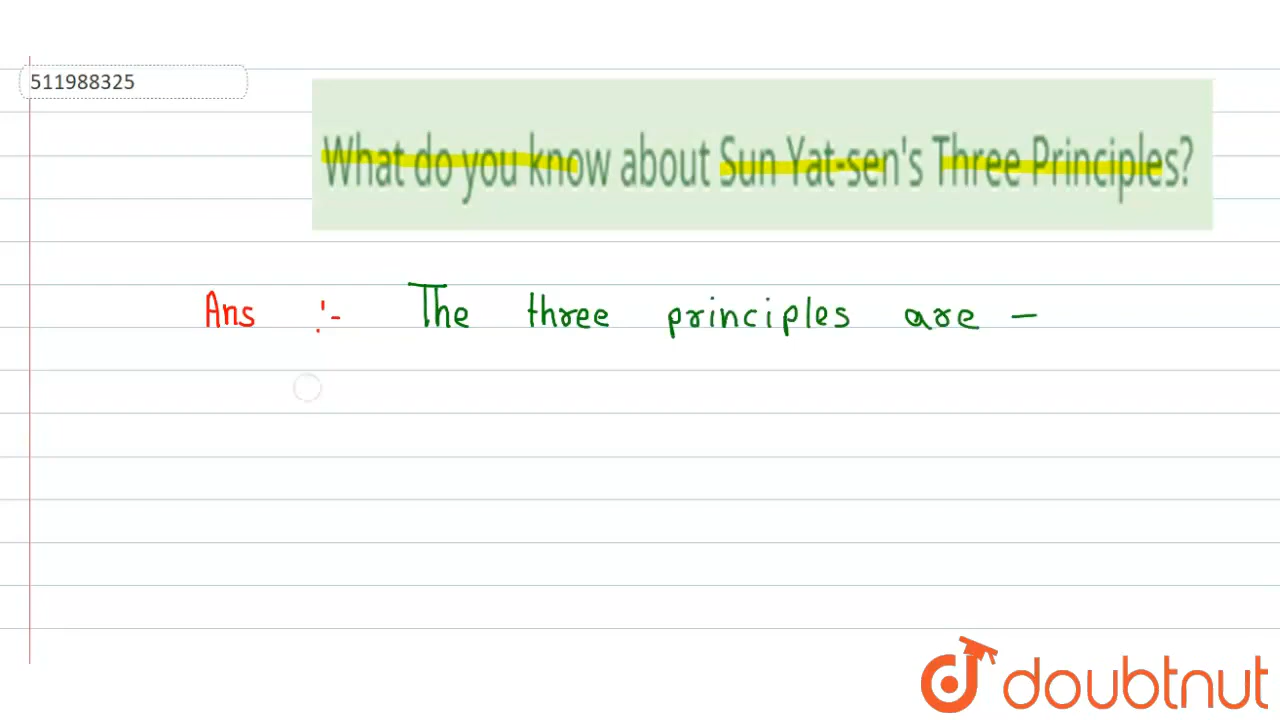 511988325
What do you know about Sun Yat-sen's Three Principles?
Ans :- The three principles are -
doubtnut